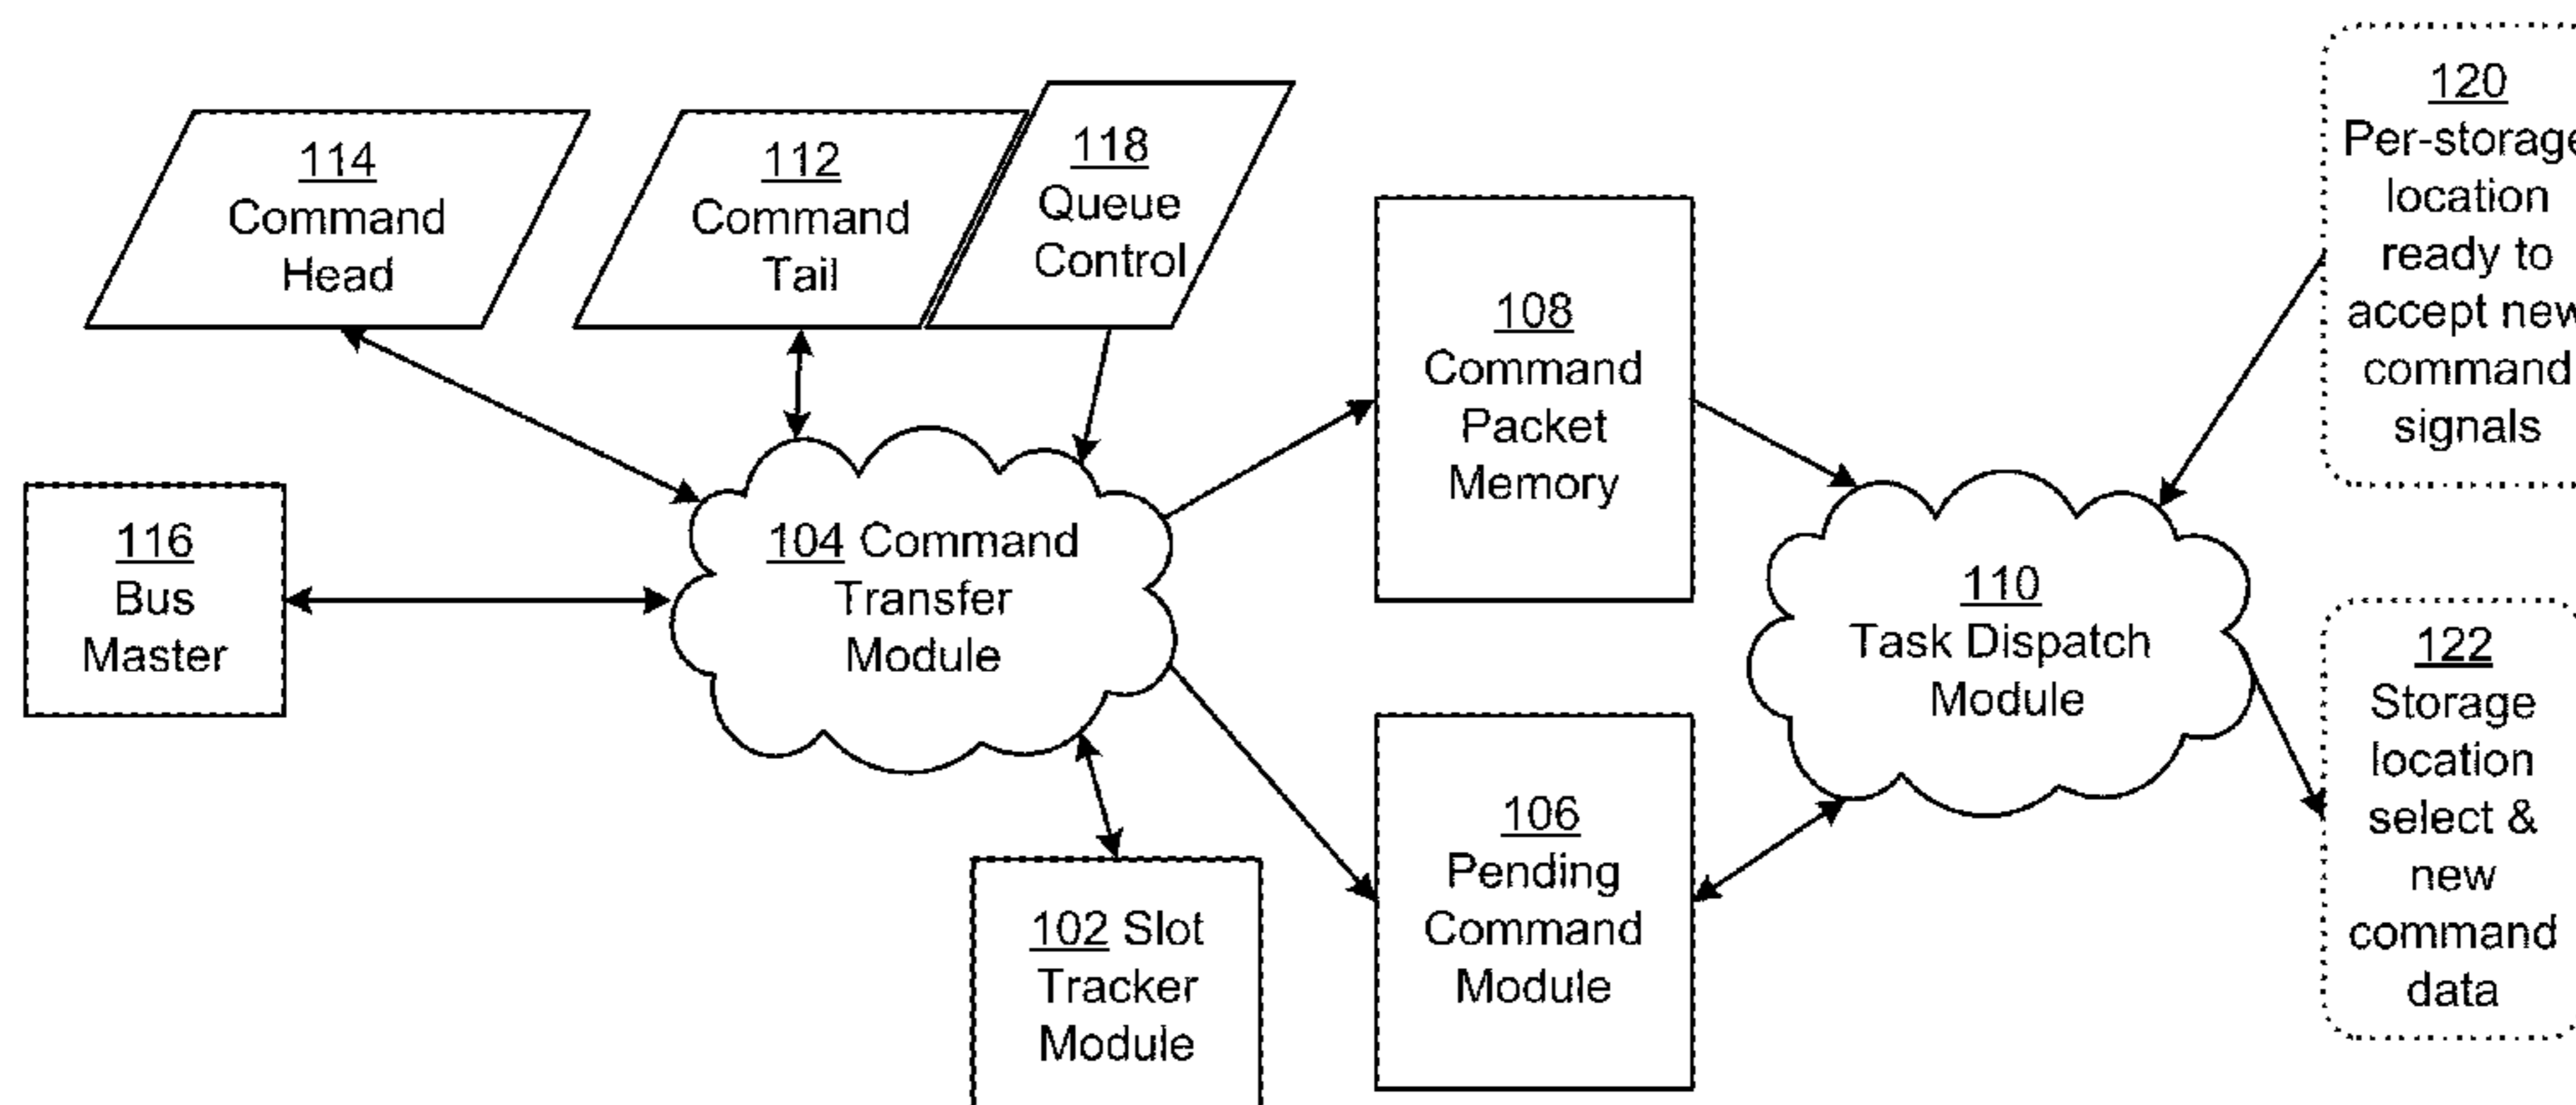 114
Command
Head
112
Command
Tail
118
Queue
Control
120
Per-storage
location
ready to
accept new
command
signals
108
Command
Packet
Memory
116
Bus
Master
104 Command
Transfer
Module
110
Task Dispatch
Module
122
Storage
location
select &
new
command
data
106
Pending
Command
Module
102 Slot
Tracker
Module